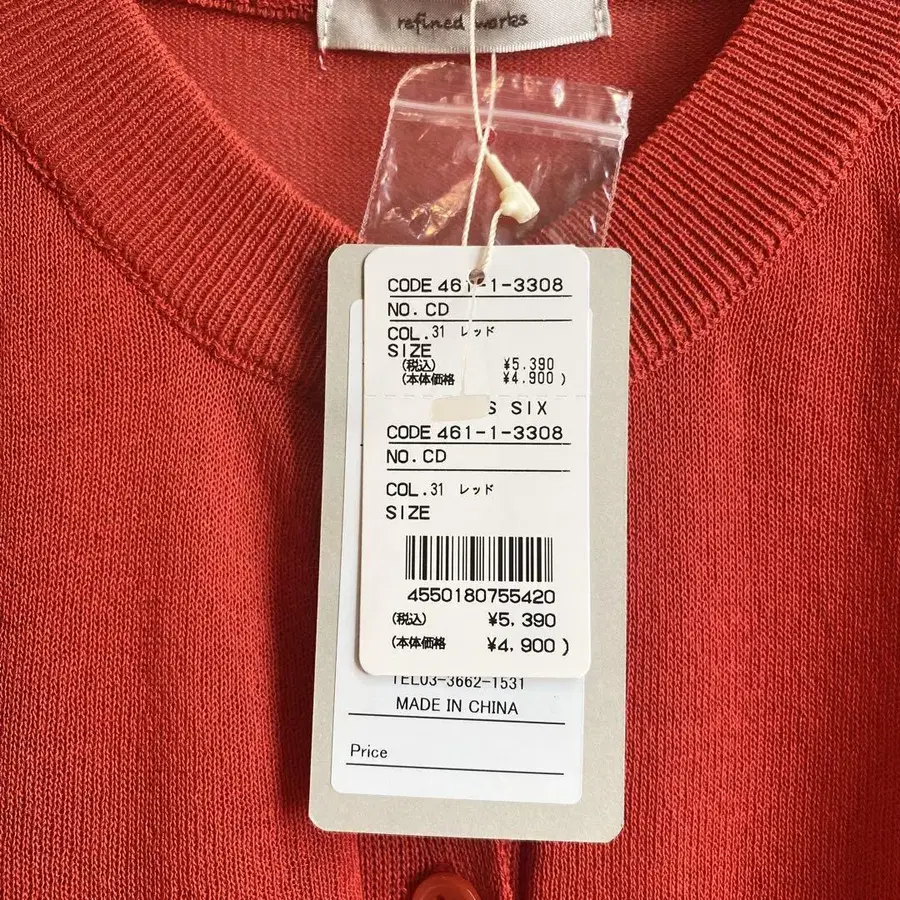 refined works
CODE 461-1-3308
NO. CD
COL.31 レッド
SIZE
(税込) ¥5.390
(本体価格 ¥4.900 )
S SIX
CODE 461-1-3308
NO. CD
COL.31 レッド
SIZE
4550180755420
(税込) ¥5,390
(本体価格 ¥4,900 )
TEL03-3662-1531
MADE IN CHINA
Price